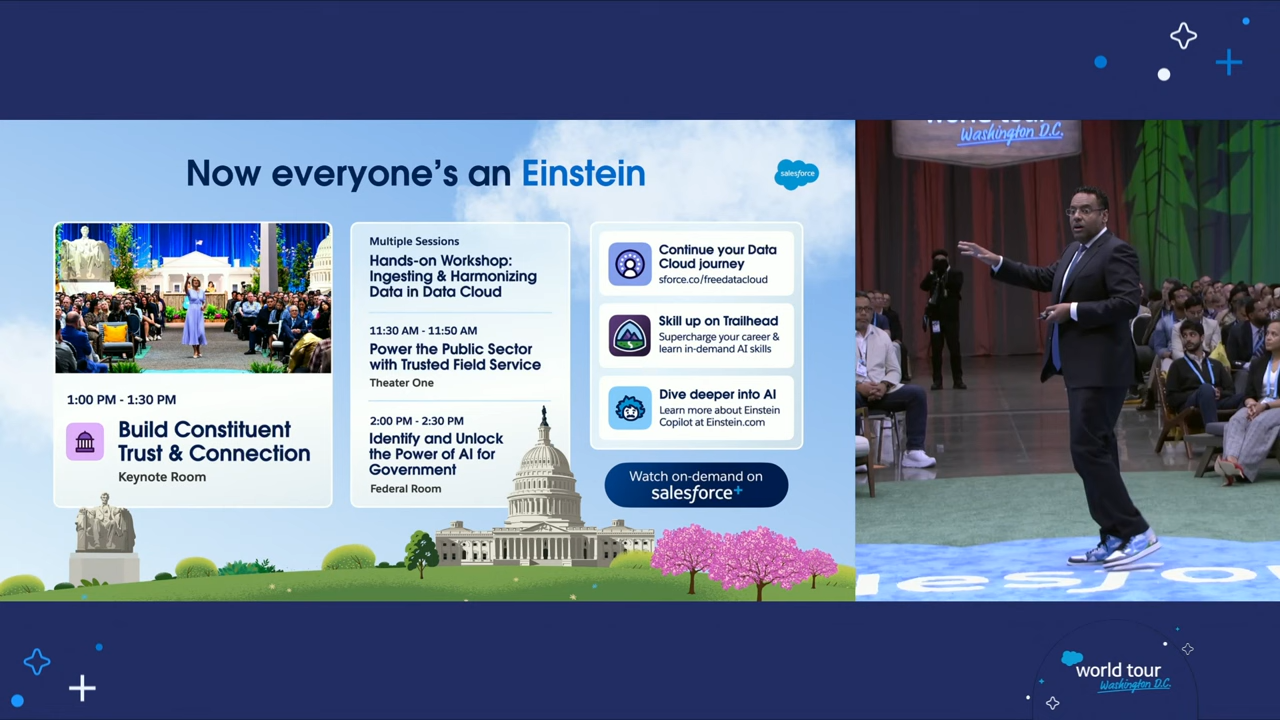 Now everyone's an Einstein
salesforce
1:00 PM - 1:30 PM
Build Constituent
Trust & Connection
Keynote Room
Multiple Sessions
Hands-on Workshop:
Ingesting & Harmonizing
Data in Data Cloud
11:30 AM - 11:50 AM
Power the Public Sector
with Trusted Field Service
Theater One
2:00 PM - 2:30 PM
Identify and Unlock
the Power of AI for
Government
Federal Room
Continue your Data
Cloud journey
sforce.co/freedatacloud
Skill up on Trailhead
Supercharge your career &
learn in-demand AI skills
Dive deeper into AI
Learn more about Einstein
Copilot at Einstein.com
Watch on-demand on
salesforce+
world tour
Washington D.C.
world tour
Washington D.C.